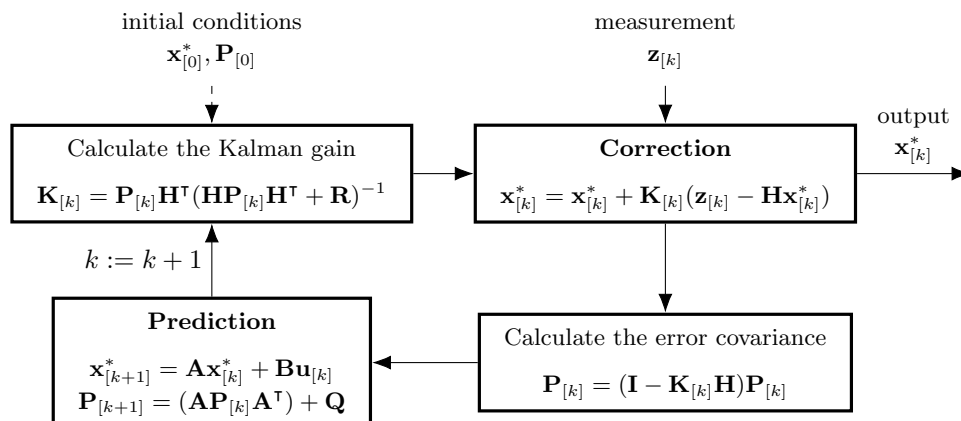 initial conditions
x*[0], P[0]
measurement
z[k]
Calculate the Kalman gain
K[k] = P[k]Hᵀ(HP[k]Hᵀ + R)⁻¹
Correction
x*[k] = x*[k] + K[k](z[k] − Hx*[k])
output
x*[k]
k := k + 1
Prediction
x*[k+1] = Ax*[k] + Bu[k]
P[k+1] = (AP[k]Aᵀ) + Q
Calculate the error covariance
P[k] = (I − K[k]H)P[k]